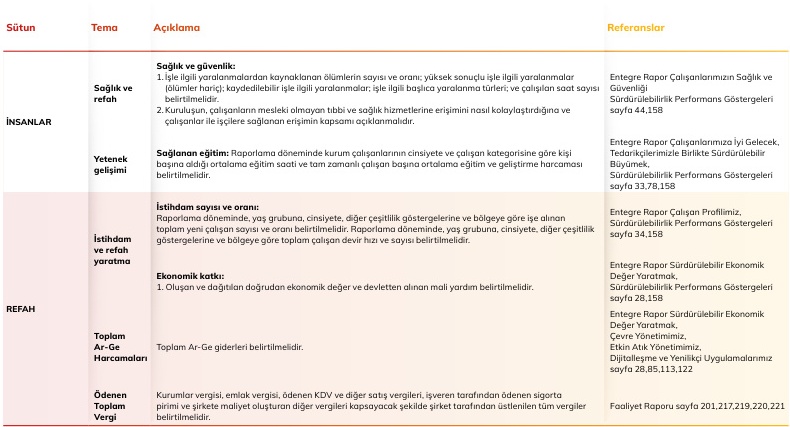 Sütun Tema Açıklama Referanslar
İNSANLAR
Sağlık ve
refah
Sağlık ve güvenlik:
1. İşle ilgili yaralanmalardan kaynaklanan ölümlerin sayısı ve oranı; yüksek sonuçlu işle ilgili yaralanmalar
(ölümler hariç); kaydedilebilir işle ilgili yaralanmalar; işle ilgili başlıca yaralanma türleri; ve çalışılan saat sayısı
belirtilmelidir.
2. Kuruluşun, çalışanların mesleki olmayan tıbbi ve sağlık hizmetlerine erişimini nasıl kolaylaştırdığına ve
çalışanlar ile işçilere sağlanan erişimin kapsamı açıklanmalıdır.
Entegre Rapor Çalışanlarımızın Sağlık ve
Güvenliği
Sürdürülebilirlik Performans Göstergeleri
sayfa 44,158
Yetenek
gelişimi
Sağlanan eğitim: Raporlama döneminde kurum çalışanlarının cinsiyete ve çalışan kategorisine göre kişi
başına aldığı ortalama eğitim saati ve tam zamanlı çalışan başına ortalama eğitim ve geliştirme harcaması
belirtilmelidir.
Entegre Rapor Çalışanlarımıza İyi Gelecek,
Tedarikçilerimizle Birlikte Sürdürülebilir
Büyümek,
Sürdürülebilirlik Performans Göstergeleri
sayfa 33,78,158
REFAH
İstihdam
ve refah
yaratma
İstihdam sayısı ve oranı:
Raporlama döneminde, yaş grubuna, cinsiyete, diğer çeşitlilik göstergelerine ve bölgeye göre işe alınan
toplam yeni çalışan sayısı ve oranı belirtilmelidir. Raporlama döneminde, yaş grubuna, cinsiyete, diğer çeşitlilik
göstergelerine ve bölgeye göre toplam çalışan devir hızı ve sayısı belirtilmelidir.
Entegre Rapor Çalışan Profilimiz,
Sürdürülebilirlik Performans Göstergeleri
sayfa 34,158
Ekonomik katkı:
1. Oluşan ve dağıtılan doğrudan ekonomik değer ve devletten alınan mali yardım belirtilmelidir.
Entegre Rapor Sürdürülebilir Ekonomik
Değer Yaratmak,
Sürdürülebilirlik Performans Göstergeleri
sayfa 28,158
Toplam
Ar-Ge
Harcamaları
Toplam Ar-Ge giderleri belirtilmelidir.
Entegre Rapor Sürdürülebilir Ekonomik
Değer Yaratmak,
Çevre Yönetimimiz,
Etkin Atık Yönetimimiz,
Dijitalleşme ve Yenilikçi Uygulamalarımız
sayfa 28,85,113,122
Ödenen
Toplam
Vergi
Kurumlar vergisi, emlak vergisi, ödenen KDV ve diğer satış vergileri, işveren tarafından ödenen sigorta
pirimi ve şirkete maliyet oluşturan diğer vergileri kapsayacak şekilde şirket tarafından üstlenilen tüm vergiler
belirtilmelidir.
Faaliyet Raporu sayfa 201,217,219,220,221